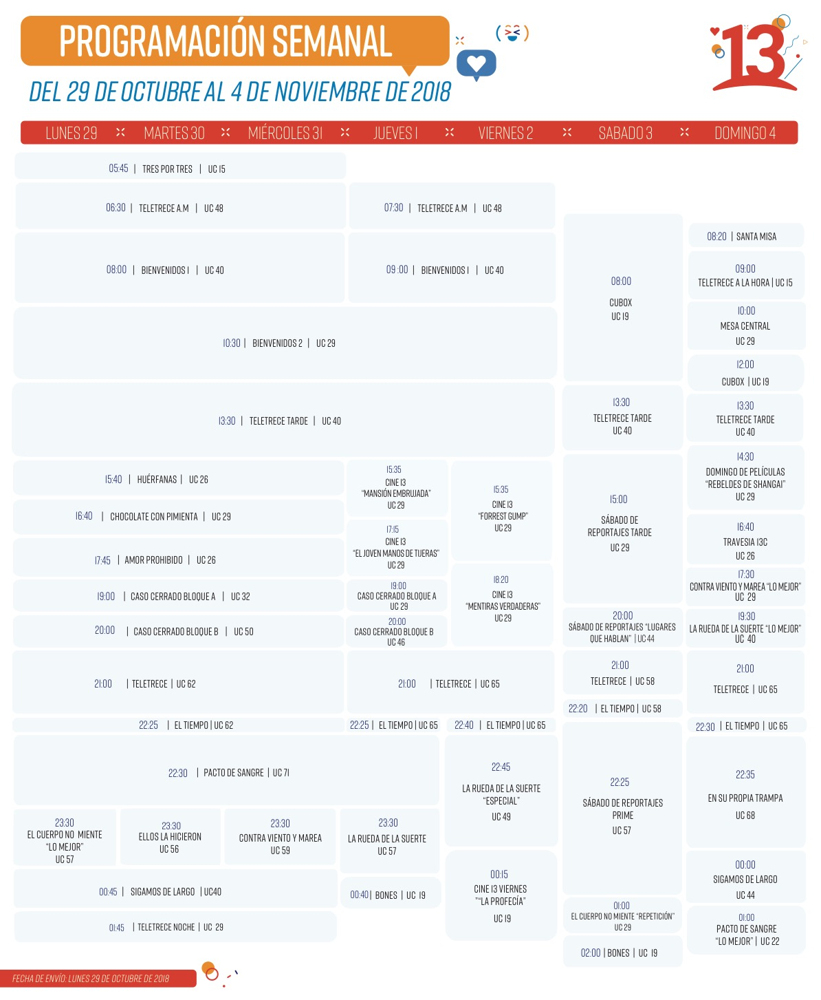 PROGRAMACIÓN SEMANAL
DEL 29 DE OCTUBRE AL 4 DE NOVIEMBRE DE 2018
13
LUNES 29
MARTES 30
MIÉRCOLES 31
JUEVES 1
VIERNES 2
SABADO 3
DOMINGO 4
05:45 | TRES POR TRES | UC 15
06:30 | TELETRECE A.M | UC 48
07:30 | TELETRECE A.M | UC 48
08:00 | BIENVENIDOS 1 | UC 40
09 :00 | BIENVENIDOS 1 | UC 40
10:30 | BIENVENIDOS 2 | UC 29
13:30 | TELETRECE TARDE | UC 40
15:40 | HUÉRFANAS | UC 26
16:40 | CHOCOLATE CON PIMIENTA | UC 29
17:45 | AMOR PROHIBIDO | UC 26
19:00 | CASO CERRADO BLOQUE A | UC 32
20:00 | CASO CERRADO BLOQUE B | UC 50
15:35
CINE 13
“MANSIÓN EMBRUJADA”
UC 29
17:15
CINE 13
“EL JOVEN MANOS DE TIJERAS”
UC 29
19:00
CASO CERRADO BLOQUE A
UC 29
20:00
CASO CERRADO BLOQUE B
UC 46
15:35
CINE 13
“FORREST GUMP”
UC 29
18:20
CINE 13
“MENTIRAS VERDADERAS”
UC 29
21:00 | TELETRECE | UC 62
21:00 | TELETRECE | UC 65
22:25 | EL TIEMPO | UC 62
22:25 | EL TIEMPO | UC 65
22:40 | EL TIEMPO | UC 65
22:30 | PACTO DE SANGRE | UC 71
23:30
EL CUERPO NO MIENTE
“LO MEJOR”
UC 57
23:30
ELLOS LA HICIERON
UC 56
23:30
CONTRA VIENTO Y MAREA
UC 59
23:30
LA RUEDA DE LA SUERTE
UC 57
00:45 | SIGAMOS DE LARGO | UC40
00:40 | BONES | UC 19
01:45 | TELETRECE NOCHE | UC 29
22:45
LA RUEDA DE LA SUERTE
“ESPECIAL”
UC 49
00:15
CINE 13 VIERNES
"“LA PROFECÍA”
UC 19
08:00
CUBOX
UC 19
13:30
TELETRECE TARDE
UC 40
15:00
SÁBADO DE
REPORTAJES TARDE
UC 29
20:00
SÁBADO DE REPORTAJES “LUGARES
QUE HABLAN” | UC 44
21:00
TELETRECE | UC 58
22:20 | EL TIEMPO | UC 58
22:25
SÁBADO DE REPORTAJES
PRIME
UC 57
01:00
EL CUERPO NO MIENTE “REPETICIÓN”
UC 29
02:00 | BONES | UC 19
08:20 | SANTA MISA
09:00
TELETRECE A LA HORA | UC 15
10:00
MESA CENTRAL
UC 29
12:00
CUBOX | UC 19
13:30
TELETRECE TARDE
UC 40
14:30
DOMINGO DE PELÍCULAS
“REBELDES DE SHANGAI”
UC 29
16:40
TRAVESIA 13C
UC 26
17:30
CONTRA VIENTO Y MAREA “LO MEJOR”
UC 29
19:30
LA RUEDA DE LA SUERTE “LO MEJOR”
UC 40
21:00
TELETRECE | UC 65
22:30 | EL TIEMPO | UC 65
22:35
EN SU PROPIA TRAMPA
UC 68
00:00
SIGAMOS DE LARGO
UC 44
01:00
PACTO DE SANGRE
“LO MEJOR” | UC 22
FECHA DE ENVÍO: LUNES 29 DE OCTUBRE DE 2018